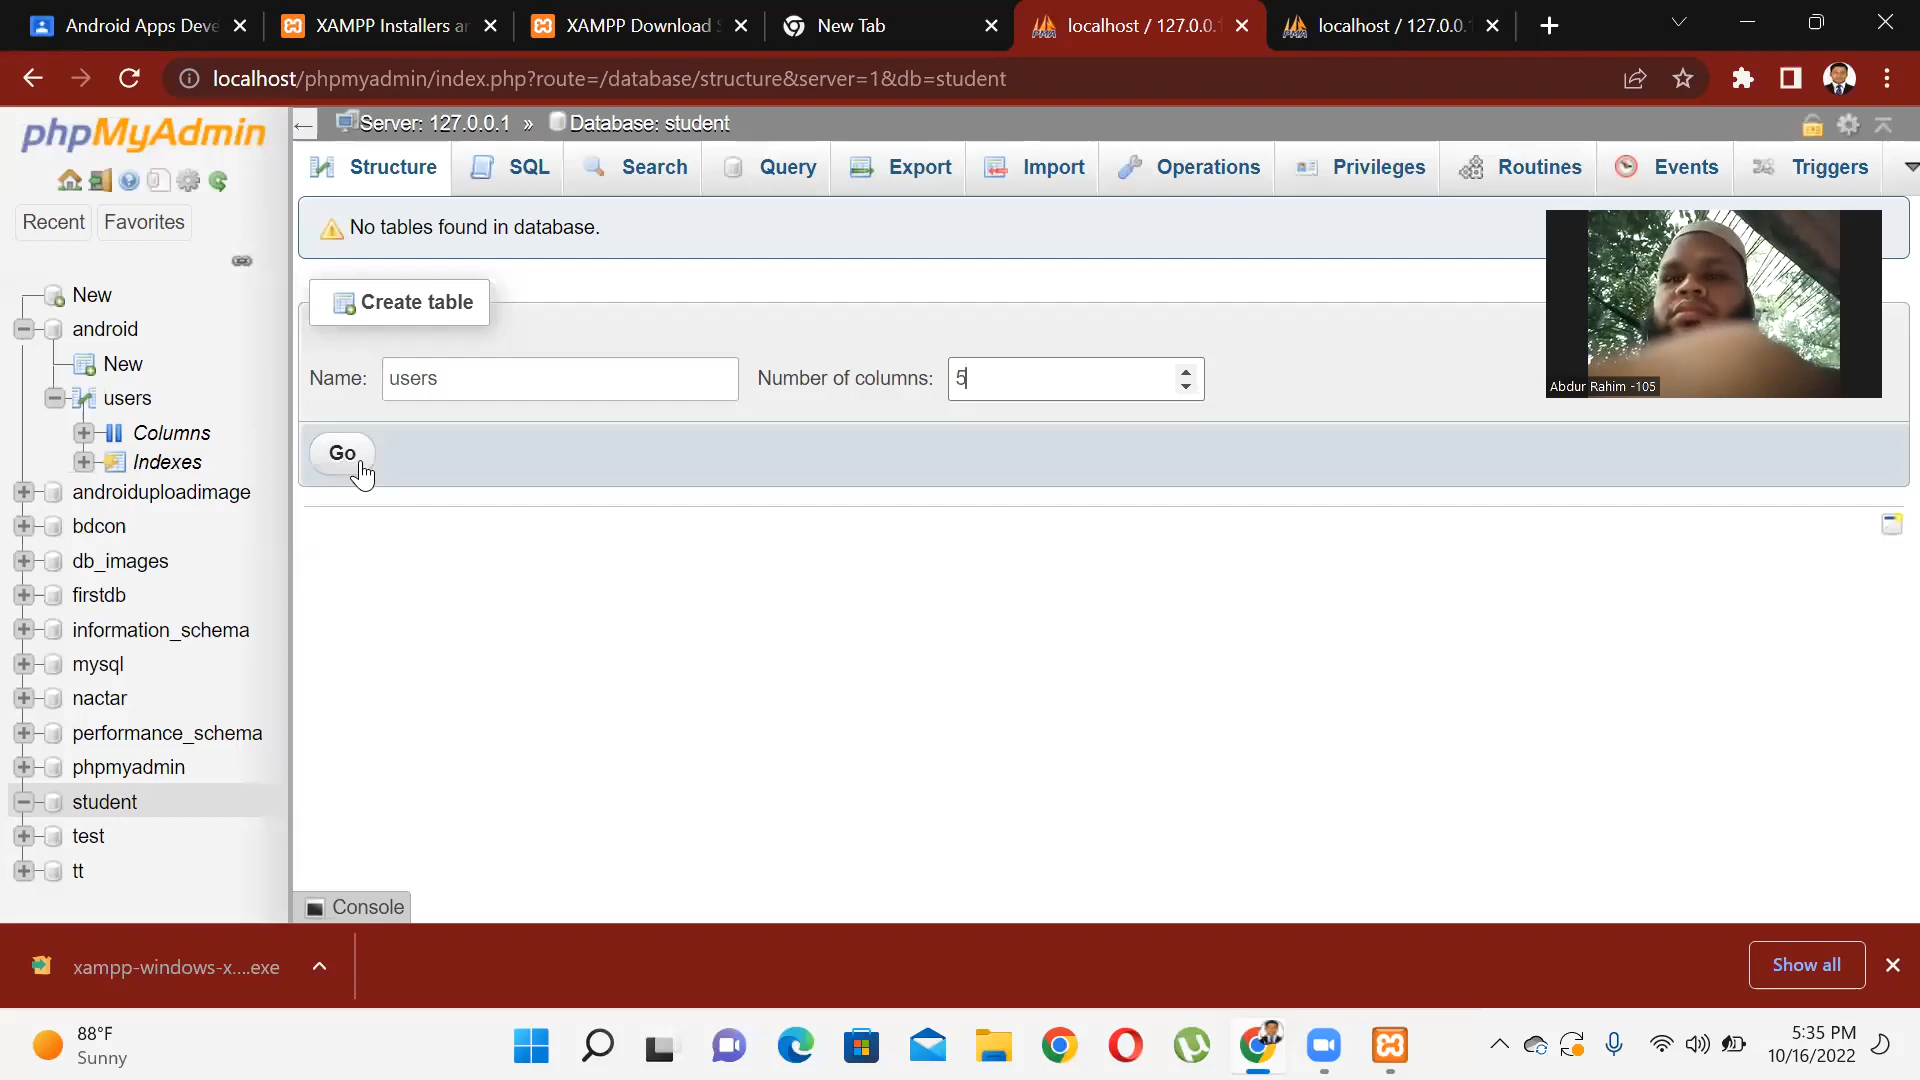 Android Apps Deve
XAMPP Installers ar
XAMPP Download S
New Tab
localhost / 127.0.0.1
localhost / 127.0.0.
localhost/phpmyadmin/index.php?route=/database/structure&server=1&db=student
phpMyAdmin
Server: 127.0.0.1 » Database: student
Structure
SQL
Search
Query
Export
Import
Operations
Privileges
Routines
Events
Triggers
Recent
Favorites
No tables found in database.
New
android
New
users
Columns
Indexes
androiduploadimage
bdcon
db_images
firstdb
information_schema
mysql
nactar
performance_schema
phpmyadmin
student
test
tt
Create table
Name: users
Number of columns: 5
Go
Abdur Rahim -105
Console
xampp-windows-x....exe
Show all
88°F
Sunny
5:35 PM
10/16/2022